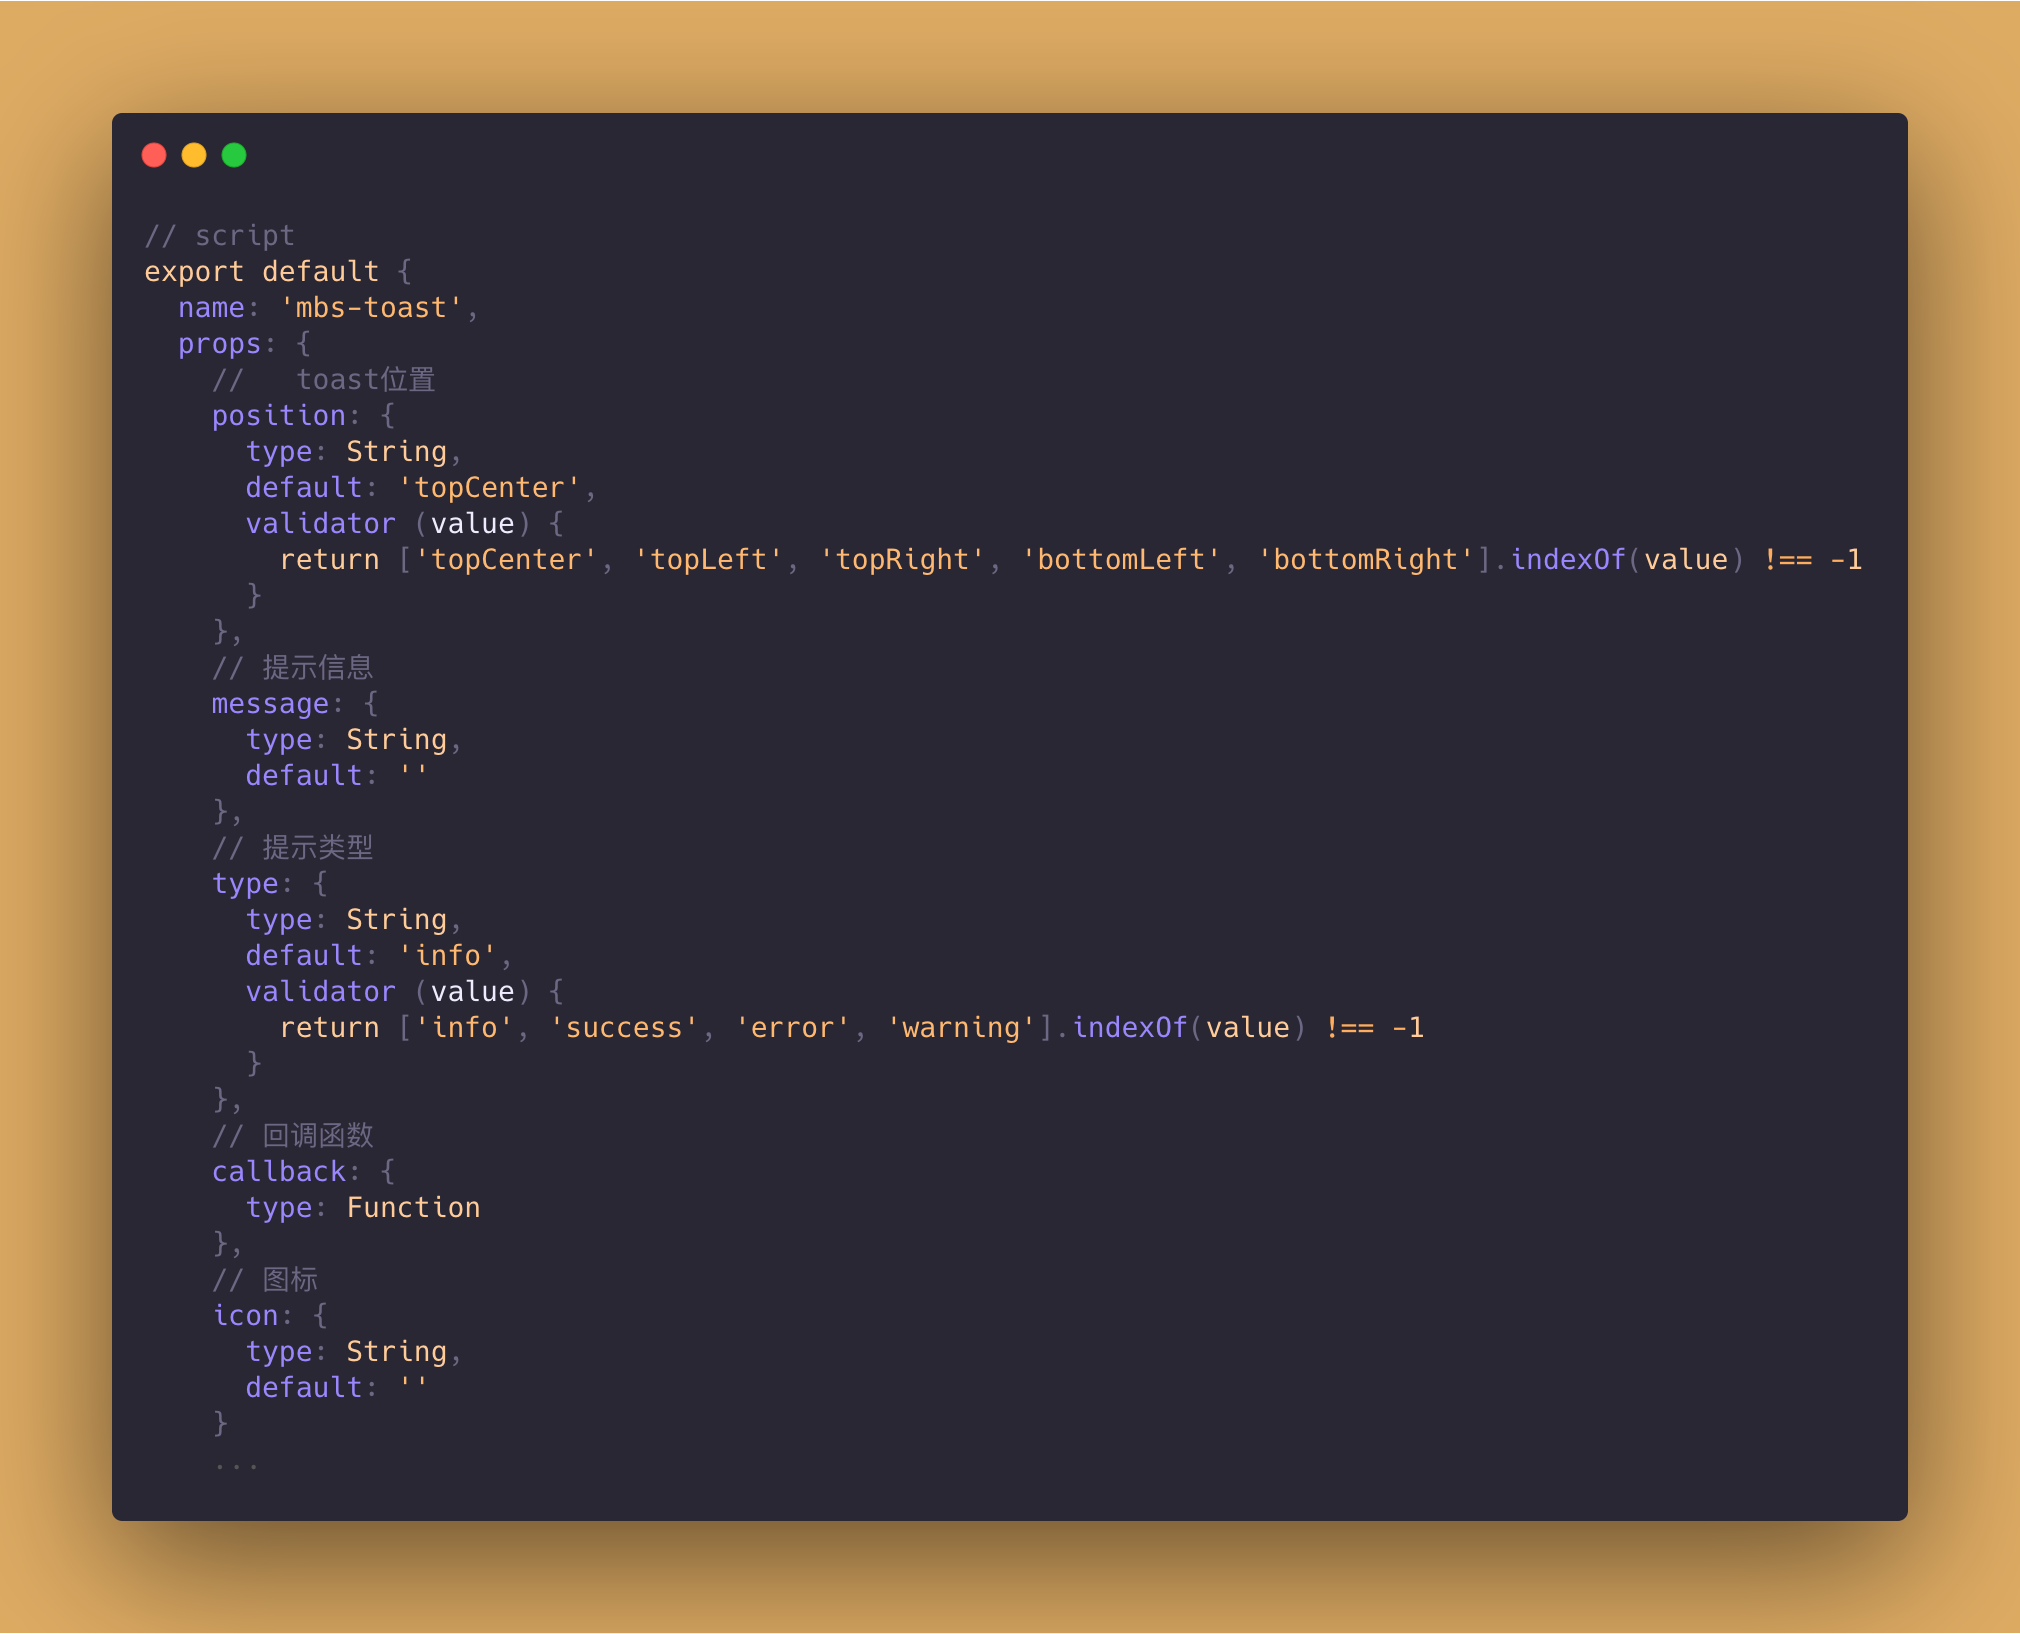 // script
export default {
  name: 'mbs-toast',
  props: {
    //   toast位置
    position: {
      type: String,
      default: 'topCenter',
      validator (value) {
        return ['topCenter', 'topLeft', 'topRight', 'bottomLeft', 'bottomRight'].indexOf(value) !== -1
      }
    },
    // 提示信息
    message: {
      type: String,
      default: ''
    },
    // 提示类型
    type: {
      type: String,
      default: 'info',
      validator (value) {
        return ['info', 'success', 'error', 'warning'].indexOf(value) !== -1
      }
    },
    // 回调函数
    callback: {
      type: Function
    },
    // 图标
    icon: {
      type: String,
      default: ''
    }
    ...